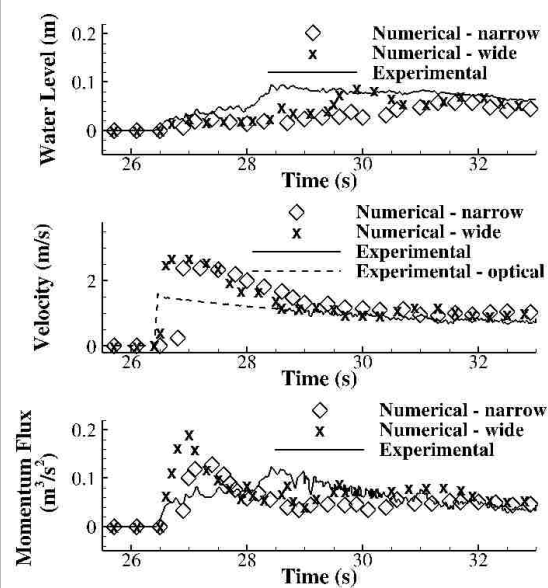 0.2
Water Level (m)
0.1
0
Numerical - narrow
Numerical - wide
Experimental
26
28
30
32
Time (s)
Velocity (m/s)
2
0
Numerical - narrow
Numerical - wide
Experimental
Experimental - optical
26
28
30
32
Time (s)
Momentum Flux
(m³/s²)
0.2
0.1
0
Numerical - narrow
Numerical - wide
Experimental
26
28
30
32
Time (s)